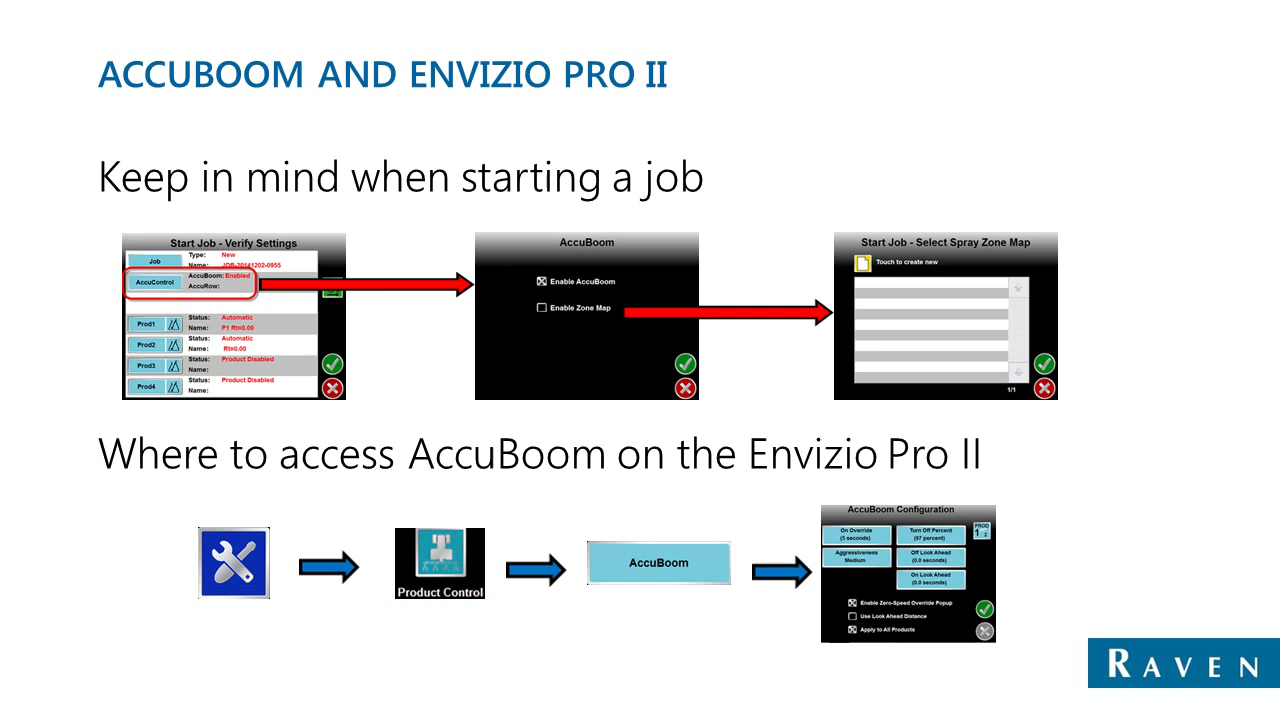 ACCUBOOM AND ENVIZIO PRO II
Keep in mind when starting a job
Start Job - Verify Settings
Job
Type: New
Name: JOB-20141202-0955
AccuControl
AccuBoom: Enabled
AccuRow:
Prod1
Status: Automatic
Name: P1 Rt=0.00
Prod2
Status: Automatic
Name: Rt=0.00
Prod3
Status: Product Disabled
Name:
Prod4
Status: Product Disabled
Name:
AccuBoom
Enable AccuBoom
Enable Zone Map
Start Job - Select Spray Zone Map
Touch to create new
1/1
Where to access AccuBoom on the Envizio Pro II
Product Control
AccuBoom
AccuBoom Configuration
On Override
(5 seconds)
Turn Off Percent
(97 percent)
PROD
1 2
Aggressiveness
Medium
Off Look Ahead
(0.0 seconds)
On Look Ahead
(0.0 seconds)
Enable Zero-Speed Override Popup
Use Look Ahead Distance
Apply to All Products
RAVEN